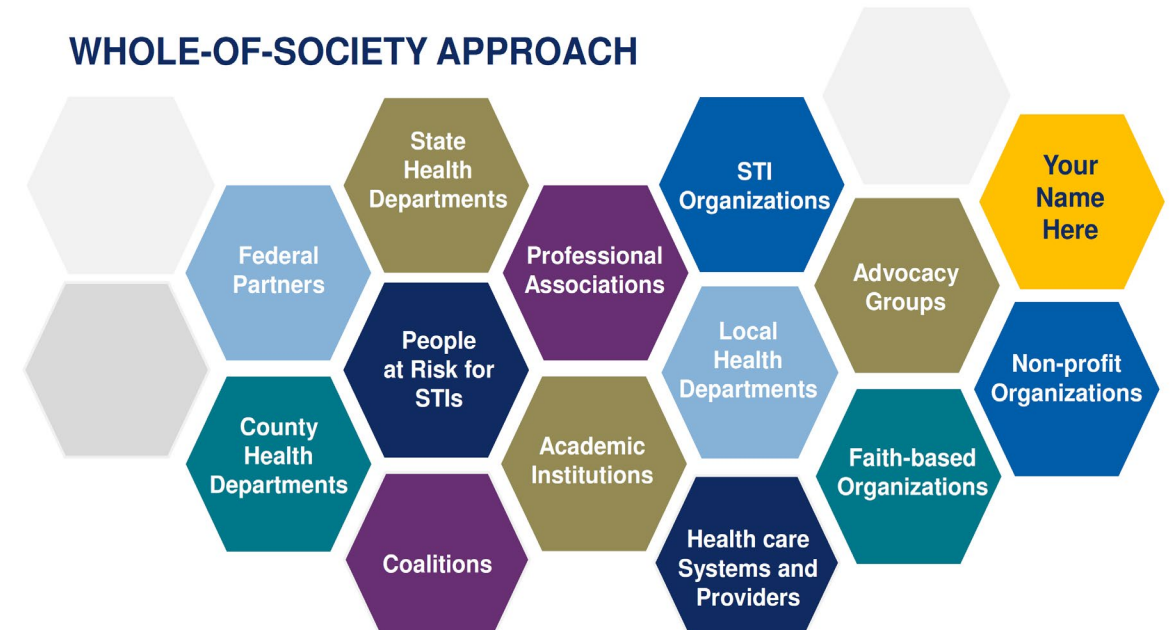 WHOLE-OF-SOCIETY APPROACH
State
Health
Departments
STI
Organizations
Your
Name
Here
Federal
Partners
Professional
Associations
Advocacy
Groups
People
at Risk for
STIs
Local
Health
Departments
Non-profit
Organizations
County
Health
Departments
Academic
Institutions
Faith-based
Organizations
Coalitions
Health care
Systems and
Providers